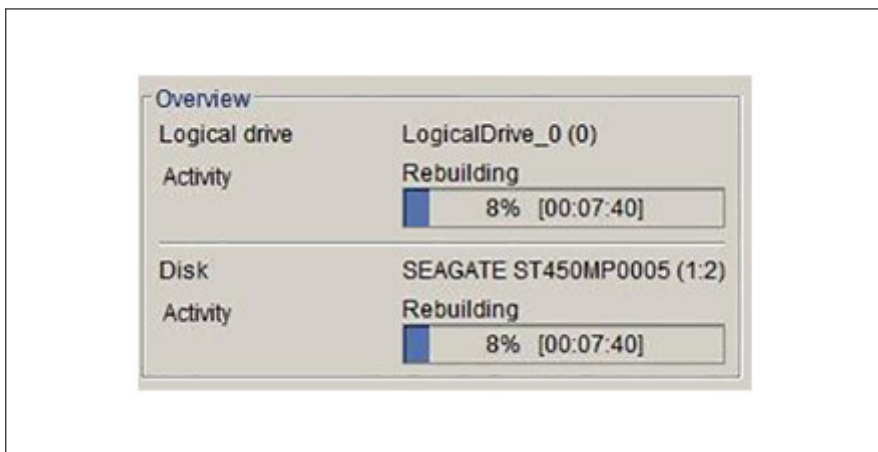 Overview
Logical drive LogicalDrive_0 (0)
Activity Rebuilding
8% [00:07:40]
Disk SEAGATE ST450MP0005 (1:2)
Activity Rebuilding
8% [00:07:40]